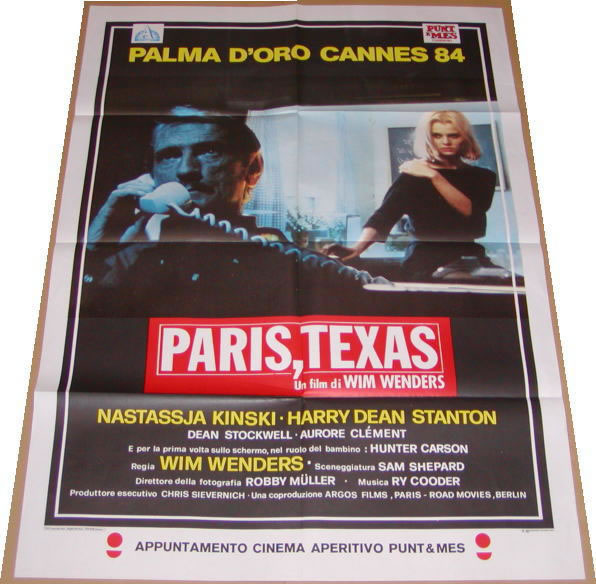 PUNT
& MES
PALMA D'ORO CANNES 84
PARIS, TEXAS
Un film di WIM WENDERS
NASTASSJA KINSKI · HARRY DEAN STANTON
DEAN STOCKWELL · AURORE CLÉMENT
E per la prima volta sullo schermo, nel ruolo del bambino : HUNTER CARSON
Regia WIM WENDERS · Sceneggiatura SAM SHEPARD
Direttore della fotografia ROBBY MÜLLER · Musica RY COODER
Produttore esecutivo CHRIS SIEVERNICH · Una coproduzione ARGOS FILMS, PARIS - ROAD MOVIES, BERLIN
APPUNTAMENTO CINEMA APERITIVO PUNT & MES